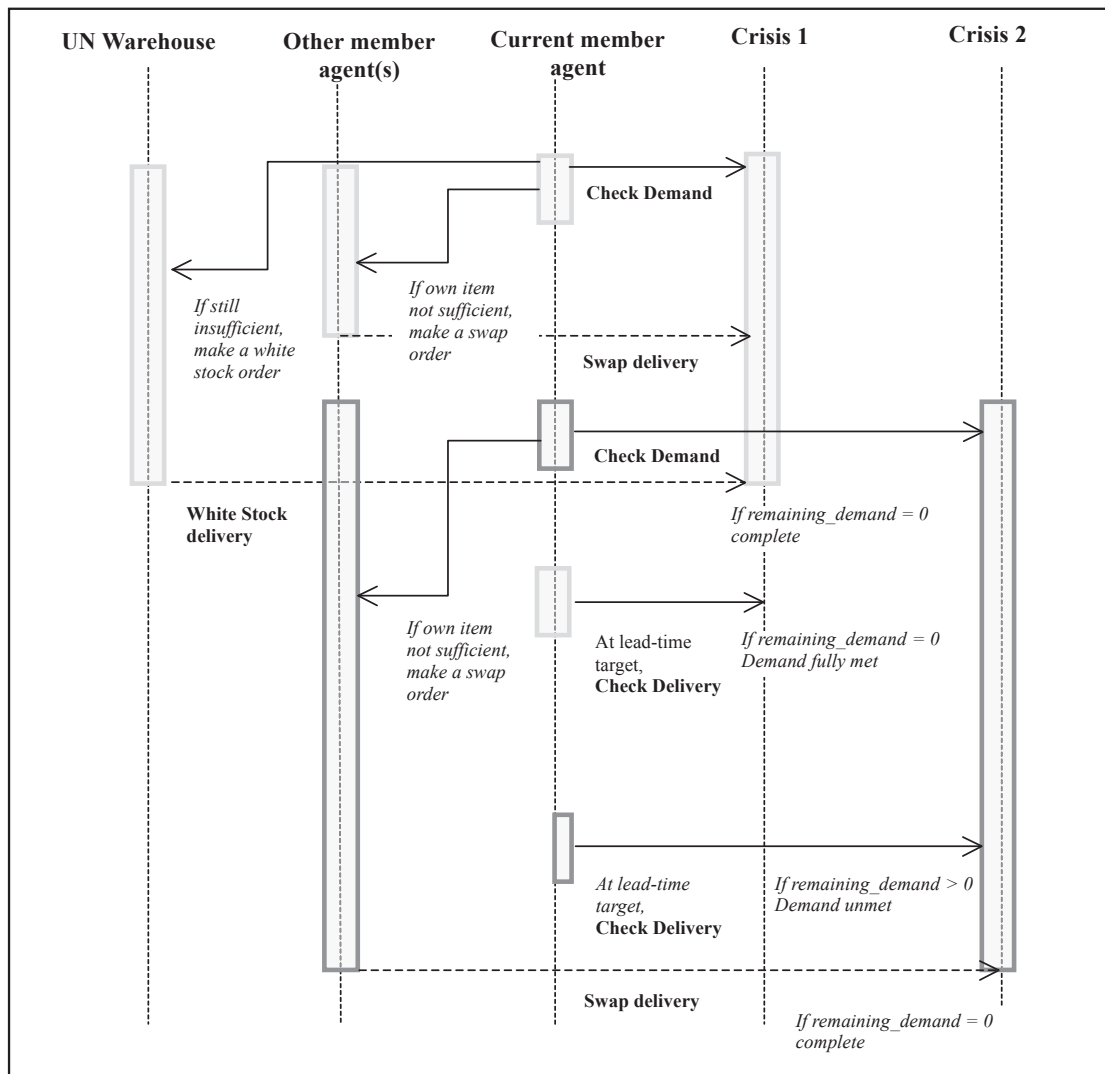 UN Warehouse
Other member
agent(s)
Current member
agent
Crisis 1
Crisis 2
Check Demand
If still
insufficient,
make a white
stock order
If own item
not sufficient,
make a swap
order
Swap delivery
Check Demand
White Stock
delivery
If remaining_demand = 0
complete
If own item
not sufficient,
make a swap
order
At lead-time
target,
Check Delivery
If remaining_demand = 0
Demand fully met
At lead-time
target,
Check Delivery
If remaining_demand > 0
Demand unmet
Swap delivery
If remaining_demand = 0
complete